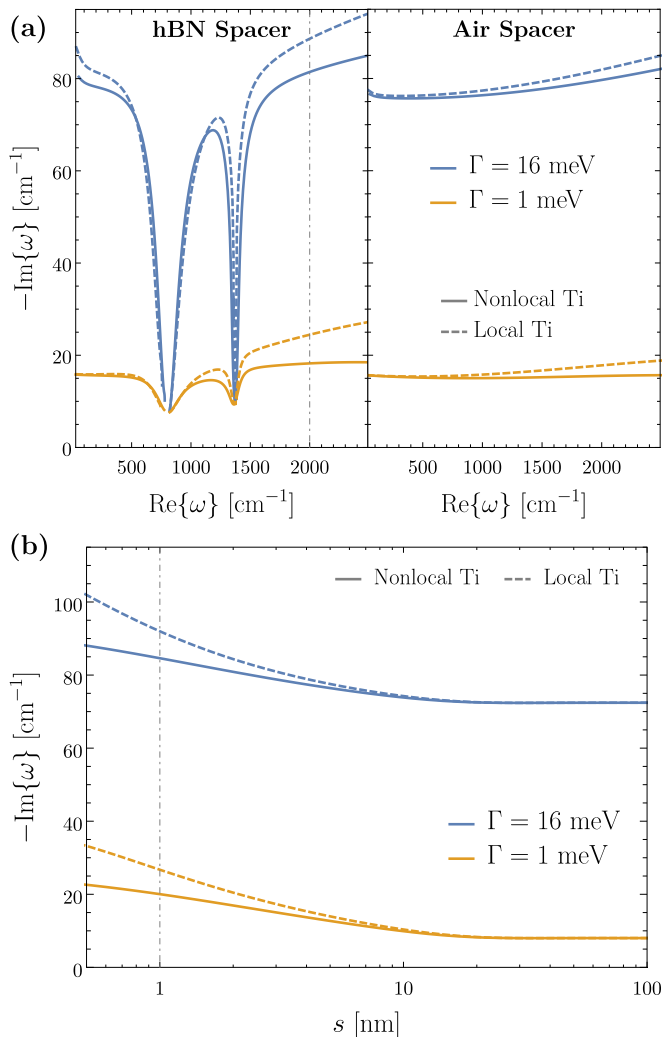 (a)
hBN Spacer
Air Spacer
−Im{ω} [cm⁻¹]
80
60
40
20
0
Γ = 16 meV
Γ = 1 meV
Nonlocal Ti
Local Ti
500 1000 1500 2000
500 1000 1500 2000
Re{ω} [cm⁻¹]
Re{ω} [cm⁻¹]
(b)
Nonlocal Ti
Local Ti
−Im{ω} [cm⁻¹]
100
80
60
40
20
0
Γ = 16 meV
Γ = 1 meV
1 10 100
s [nm]